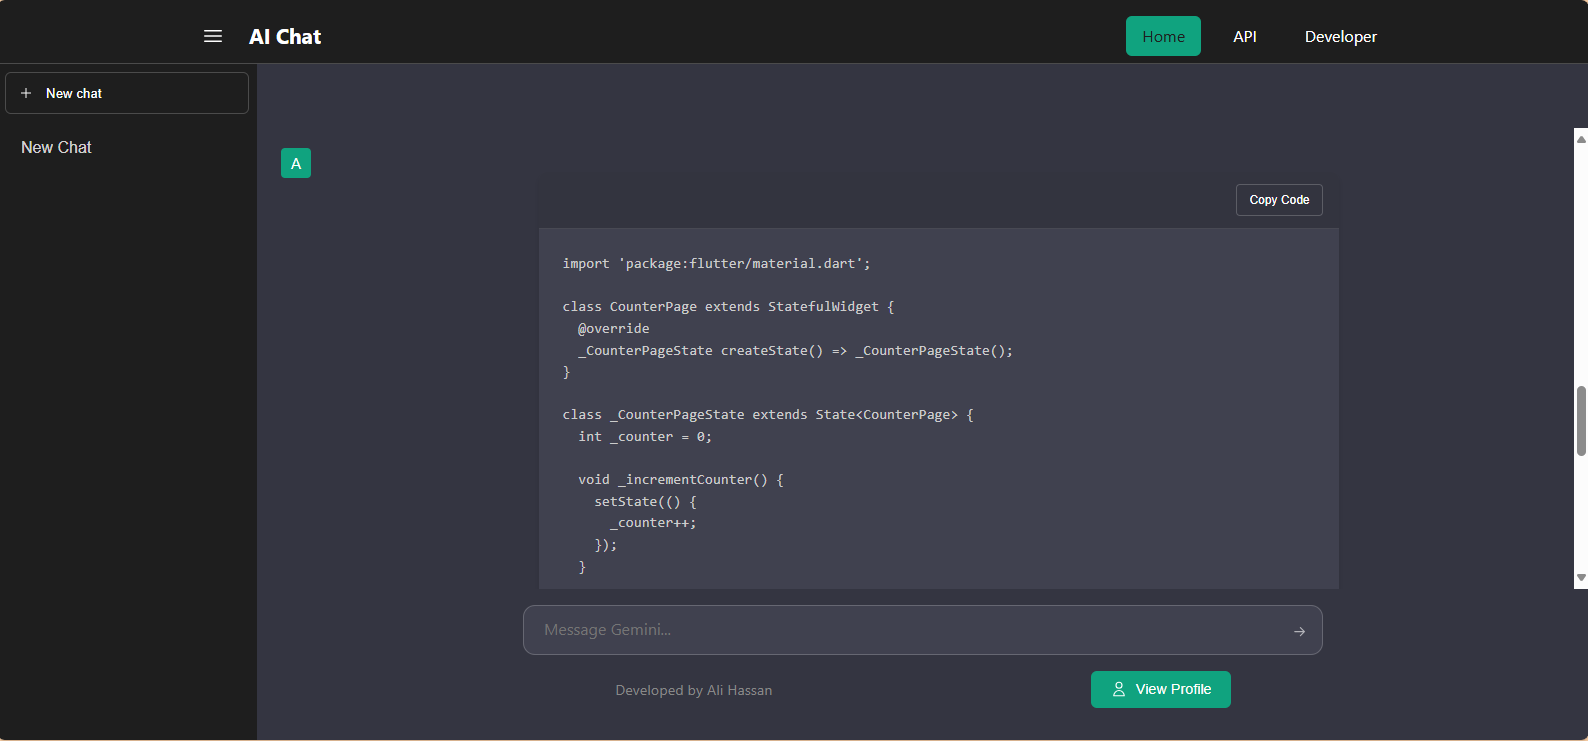 AI Chat
Home
API
Developer
+ New chat
New Chat
A
Copy Code
import 'package:flutter/material.dart';
class CounterPage extends StatefulWidget {
  @override
  _CounterPageState createState() => _CounterPageState();
}
class _CounterPageState extends State<CounterPage> {
  int _counter = 0;
  void _incrementCounter() {
    setState(() {
      _counter++;
    });
  }
Message Gemini...
Developed by Ali Hassan
View Profile